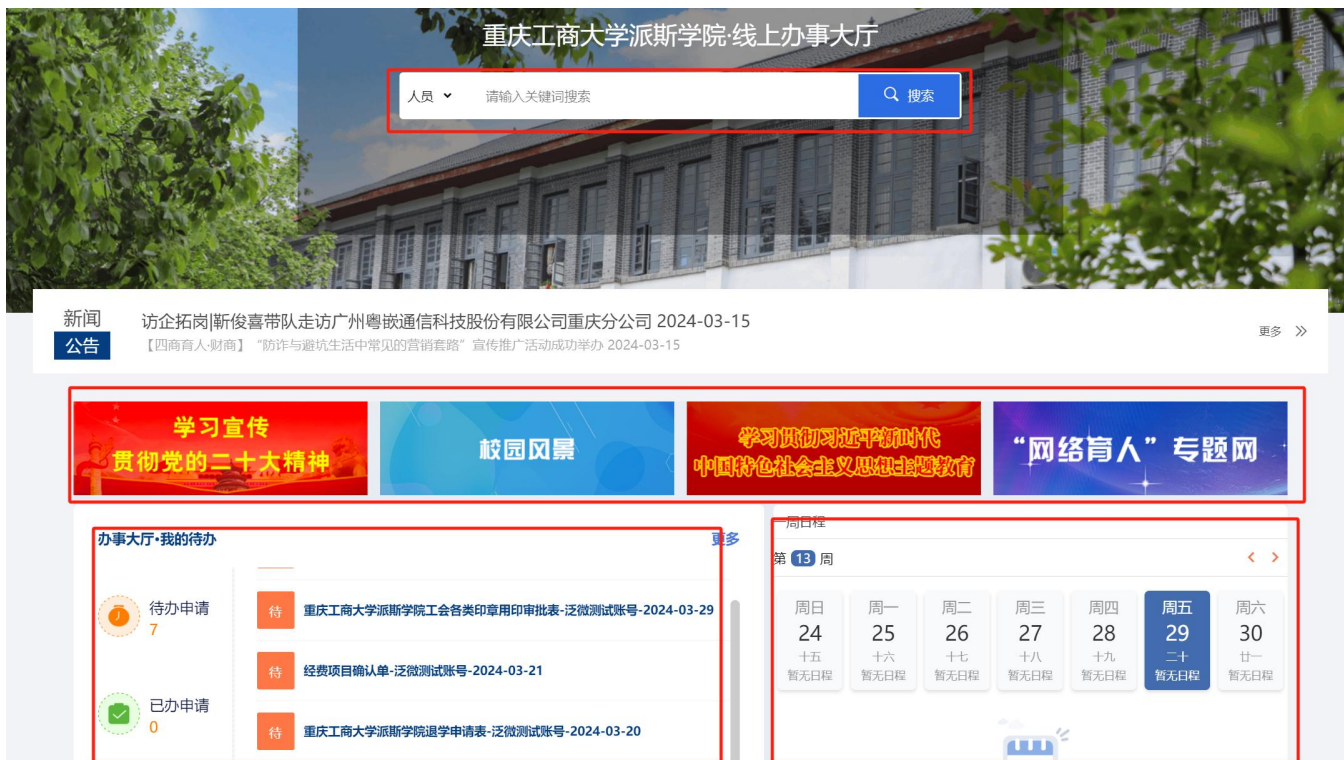 重庆工商大学派斯学院·线上办事大厅
人员 请输入关键词搜索 搜索
新闻
公告
访企拓岗|靳俊喜带队走访广州粤嵌通信科技股份有限公司重庆分公司 2024-03-15
【四商育人·财商】“防诈与避坑生活中常见的营销套路”宣传推广活动成功举办 2024-03-15
更多
学习宣传
贯彻党的二十大精神
校园风景
学习贯彻习近平新时代
中国特色社会主义思想主题教育
“网络育人”专题网
办事大厅·我的待办 更多
待办申请
7
已办申请
0
待 重庆工商大学派斯学院工会各类印章用印审批表-泛微测试账号-2024-03-29
待 经费项目确认单-泛微测试账号-2024-03-21
待 重庆工商大学派斯学院退学申请表-泛微测试账号-2024-03-20
一周日程
第 13 周
周日 周一 周二 周三 周四 周五 周六
24 25 26 27 28 29 30
十五 十六 十七 十八 十九 二十 廿一
暂无日程 暂无日程 暂无日程 暂无日程 暂无日程 暂无日程 暂无日程